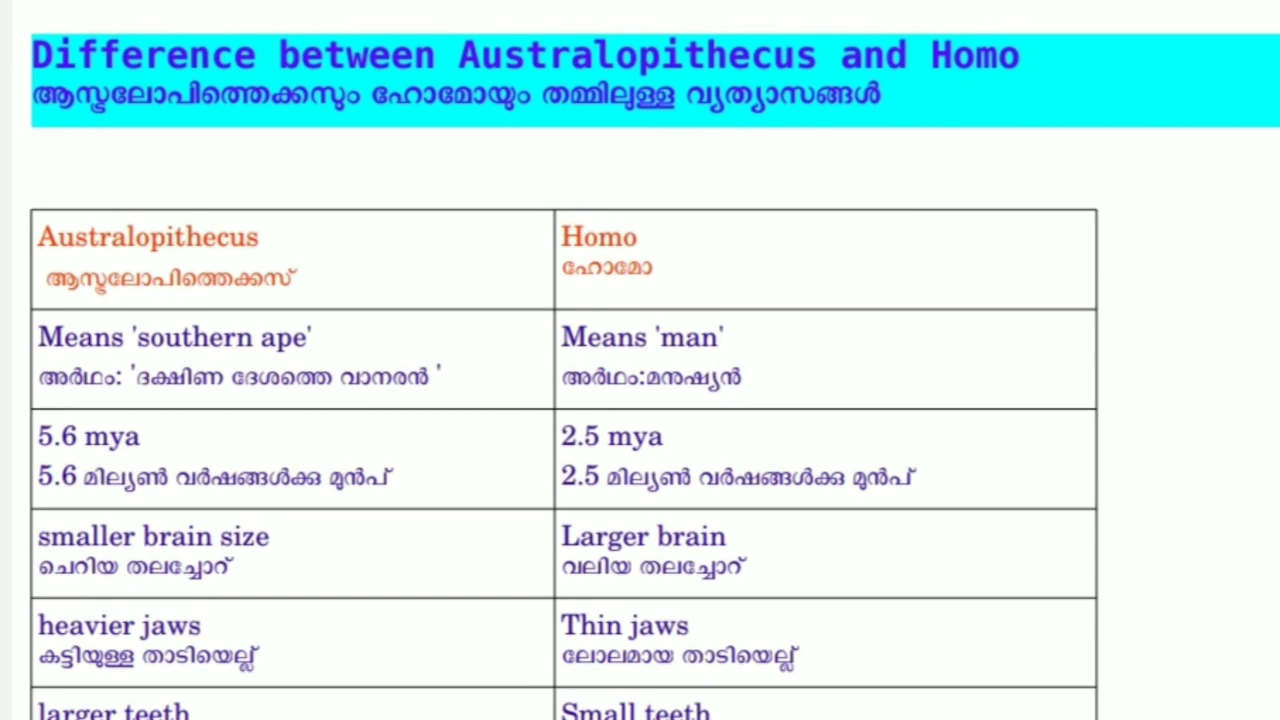 Difference between Australopithecus and Homo
ആസ്ട്രലോപിത്തെക്കസും ഹോമോയും തമ്മിലുള്ള വ്യത്യാസങ്ങൾ
Australopithecus
ആസ്ട്രലോപിത്തെക്കസ്
Homo
ഹോമോ
Means 'southern ape'
അർഥം: 'ദക്ഷിണ ദേശത്തെ വാനരൻ '
Means 'man'
അർഥം:മനുഷ്യൻ
5.6 mya
5.6 മില്യൺ വർഷങ്ങൾക്കു മുൻപ്
2.5 mya
2.5 മില്യൺ വർഷങ്ങൾക്കു മുൻപ്
smaller brain size
ചെറിയ തലച്ചോറ്
Larger brain
വലിയ തലച്ചോറ്
heavier jaws
കട്ടിയുള്ള താടിയെല്ല്
Thin jaws
ലോലമായ താടിയെല്ല്
larger teeth
Small teeth